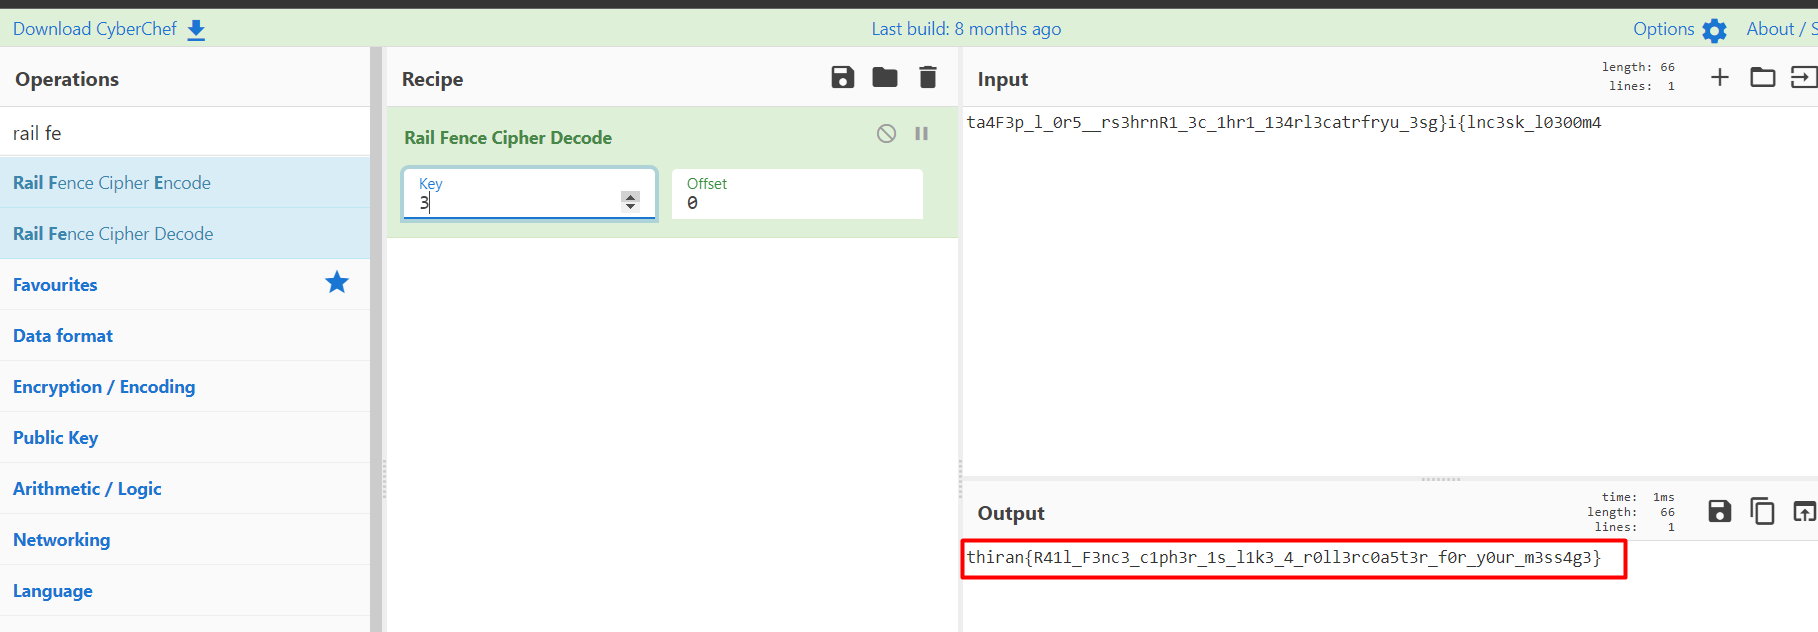 Download CyberChef
Last build: 8 months ago
Options
About / S
Operations
rail fe
Rail Fence Cipher Encode
Rail Fence Cipher Decode
Favourites
Data format
Encryption / Encoding
Public Key
Arithmetic / Logic
Networking
Language
Recipe
Rail Fence Cipher Decode
Key
3
Offset
0
Input
length: 66
lines: 1
ta4F3p_l_0r5__rs3hrnR1_3c_1hr1_134rl3catrfryu_3sg}i{lnc3sk_l0300m4
Output
time: 1ms
length: 66
lines: 1
thiran{R41l_F3nc3_c1ph3r_1s_l1k3_4_r0ll3rc0a5t3r_f0r_y0ur_m3ss4g3}